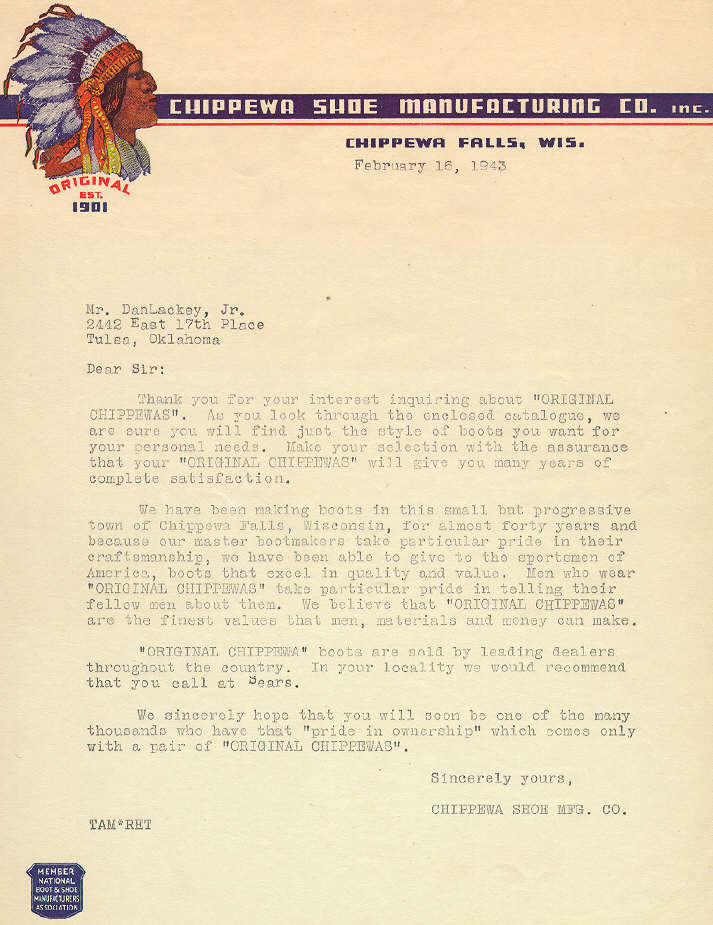 CHIPPEWA SHOE MANUFACTURING CO. INC.
CHIPPEWA FALLS, WIS.
ORIGINAL
EST.
1901
February 16, 1943
Mr. DanLackey, Jr.
2442 East 17th Place
Tulsa, Oklahoma
Dear Sir:
Thank you for your interest inquiring about "ORIGINAL
CHIPPEWAS". As you look through the enclosed catalogue, we
are sure you will find just the style of boots you want for
your personal needs. Make your selection with the assurance
that your "ORIGINAL CHIPPEWAS" will give you many years of
complete satisfaction.
We have been making boots in this small but progressive
town of Chippewa Falls, Wisconsin, for almost forty years and
because our master bootmakers take particular pride in their
craftsmanship, we have been able to give to the sportsmen of
America, boots that excel in quality and value. Men who wear
"ORIGINAL CHIPPEWAS" take particular pride in telling their
fellow men about them. We believe that "ORIGINAL CHIPPEWAS"
are the finest values that men, materials and money can make.
"ORIGINAL CHIPPEWA" boots are sold by leading dealers
throughout the country. In your locality we would recommend
that you call at Sears.
We sincerely hope that you will soon be one of the many
thousands who have that "pride in ownership" which comes only
with a pair of "ORIGINAL CHIPPEWAS".
Sincerely yours,
CHIPPEWA SHOE MFG. CO.
TAM*RHT
MEMBER
NATIONAL
BOOT & SHOE
MANUFACTURERS
ASSOCIATION